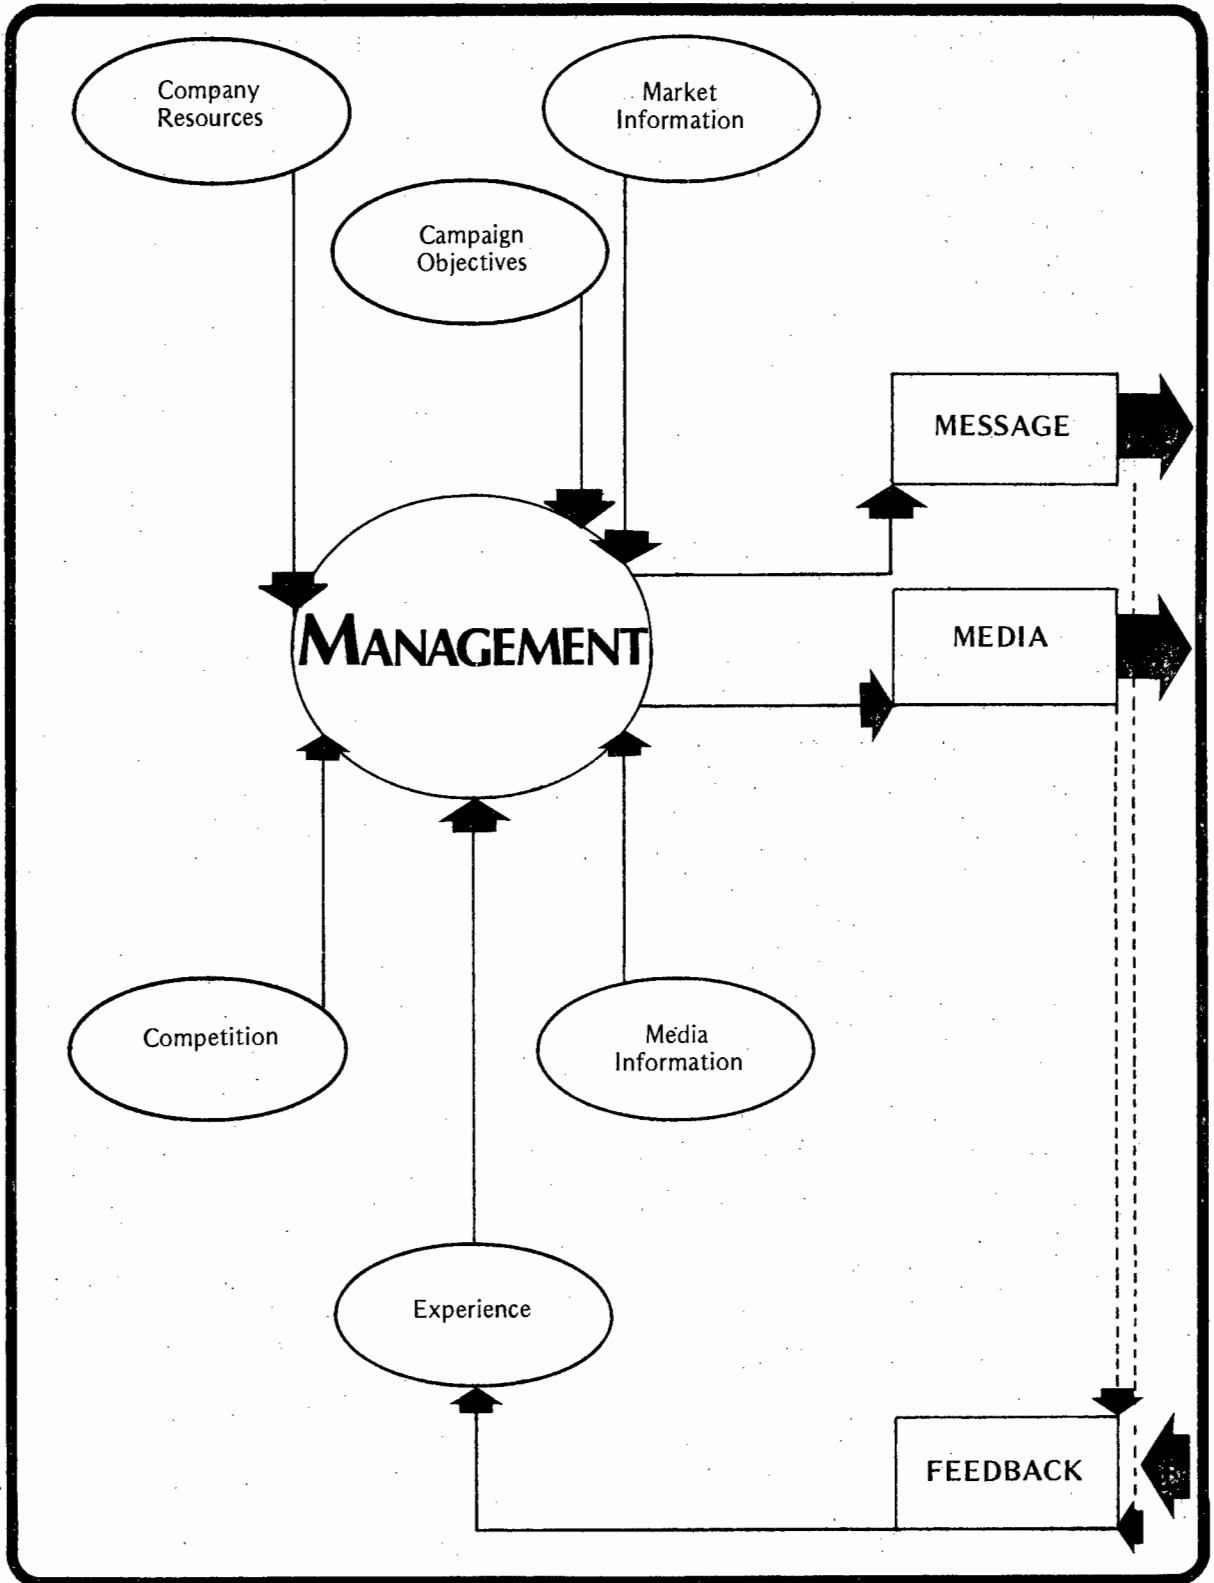 Company
Resources
Market
Information
Campaign
Objectives
MESSAGE
MEDIA
MANAGEMENT
Competition
Media
Information
Experience
FEEDBACK